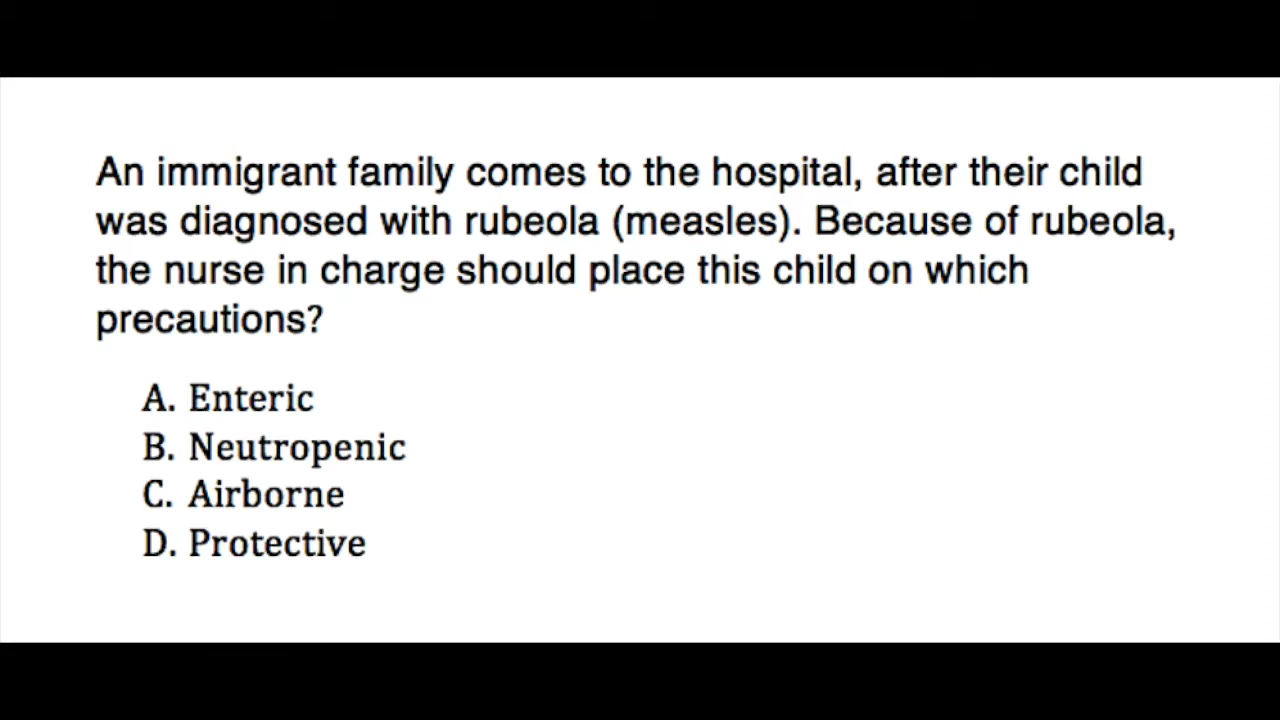 An immigrant family comes to the hospital, after their child
was diagnosed with rubeola (measles). Because of rubeola,
the nurse in charge should place this child on which
precautions?
A. Enteric
B. Neutropenic
C. Airborne
D. Protective